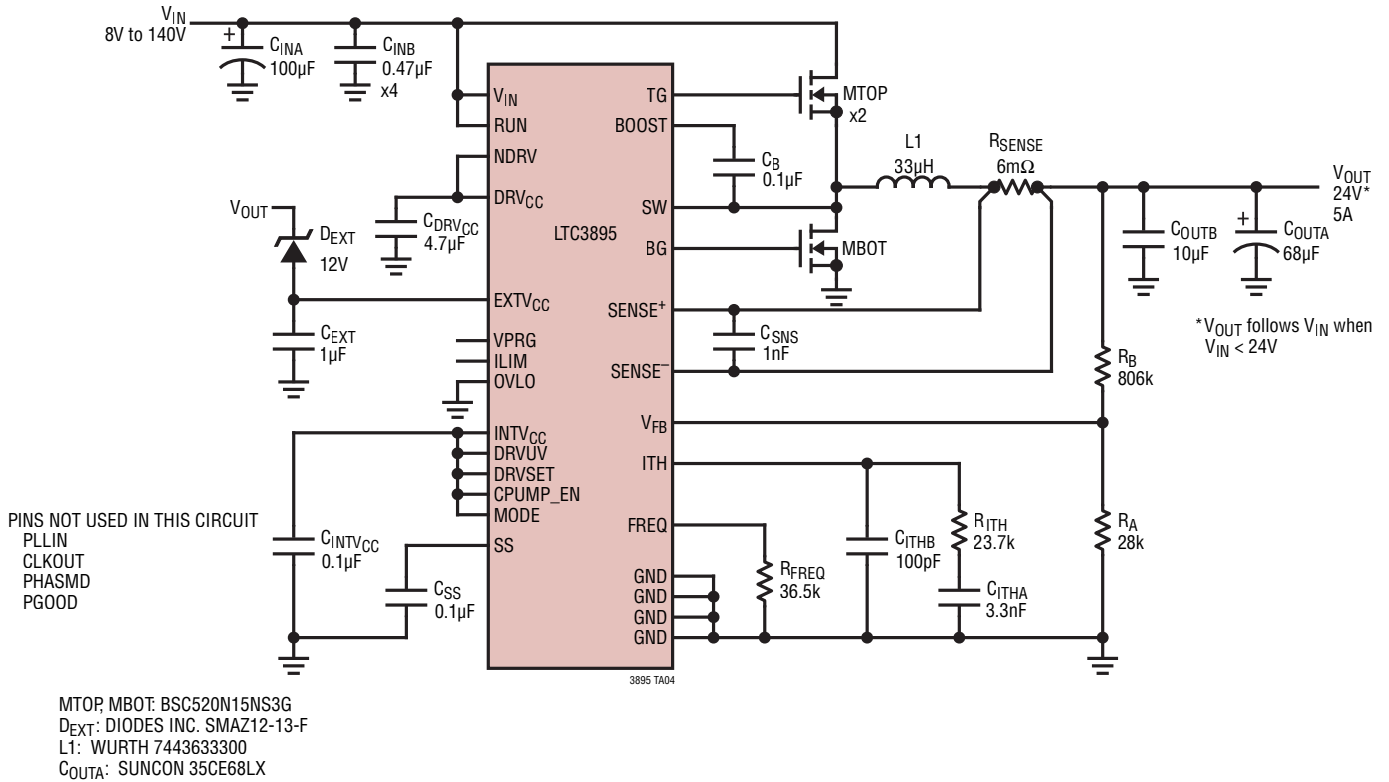 VIN
8V to 140V
+
CINA
100µF
CINB
0.47µF
x4
VIN
RUN
NDRV
DRVCC
CDRVCC
4.7µF
VOUT
DEXT
12V
EXTVCC
CEXT
1µF
VPRG
ILIM
OVLO
INTVCC
DRVUV
DRVSET
CPUMP_EN
MODE
SS
CINTVCC
0.1µF
CSS
0.1µF
PINS NOT USED IN THIS CIRCUIT
PLLIN
CLKOUT
PHASMD
PGOOD
LTC3895
TG
BOOST
SW
BG
SENSE+
SENSE–
VFB
ITH
FREQ
GND
GND
GND
GND
MTOP
x2
CB
0.1µF
MBOT
L1
33µH
RSENSE
6mΩ
VOUT
24V*
5A
COUTB
10µF
+
COUTA
68µF
*VOUT follows VIN when
VIN < 24V
CSNS
1nF
RB
806k
RA
28k
RFREQ
36.5k
CITHB
100pF
RITH
23.7k
CITHA
3.3nF
3895 TA04
MTOP, MBOT: BSC520N15NS3G
DEXT: DIODES INC. SMAZ12-13-F
L1: WURTH 7443633300
COUTA: SUNCON 35CE68LX